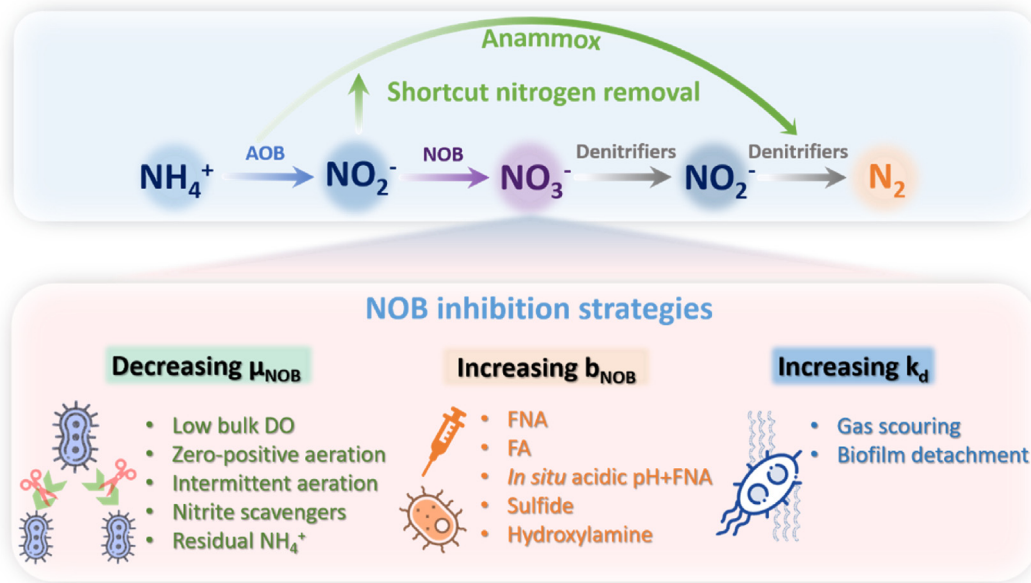 Anammox
Shortcut nitrogen removal
NH₄⁺ AOB NO₂⁻ NOB NO₃⁻ Denitrifiers NO₂⁻ Denitrifiers N₂
NOB inhibition strategies
Decreasing μNOB
• Low bulk DO
• Zero-positive aeration
• Intermittent aeration
• Nitrite scavengers
• Residual NH₄⁺
Increasing bNOB
• FNA
• FA
• In situ acidic pH+FNA
• Sulfide
• Hydroxylamine
Increasing kd
• Gas scouring
• Biofilm detachment